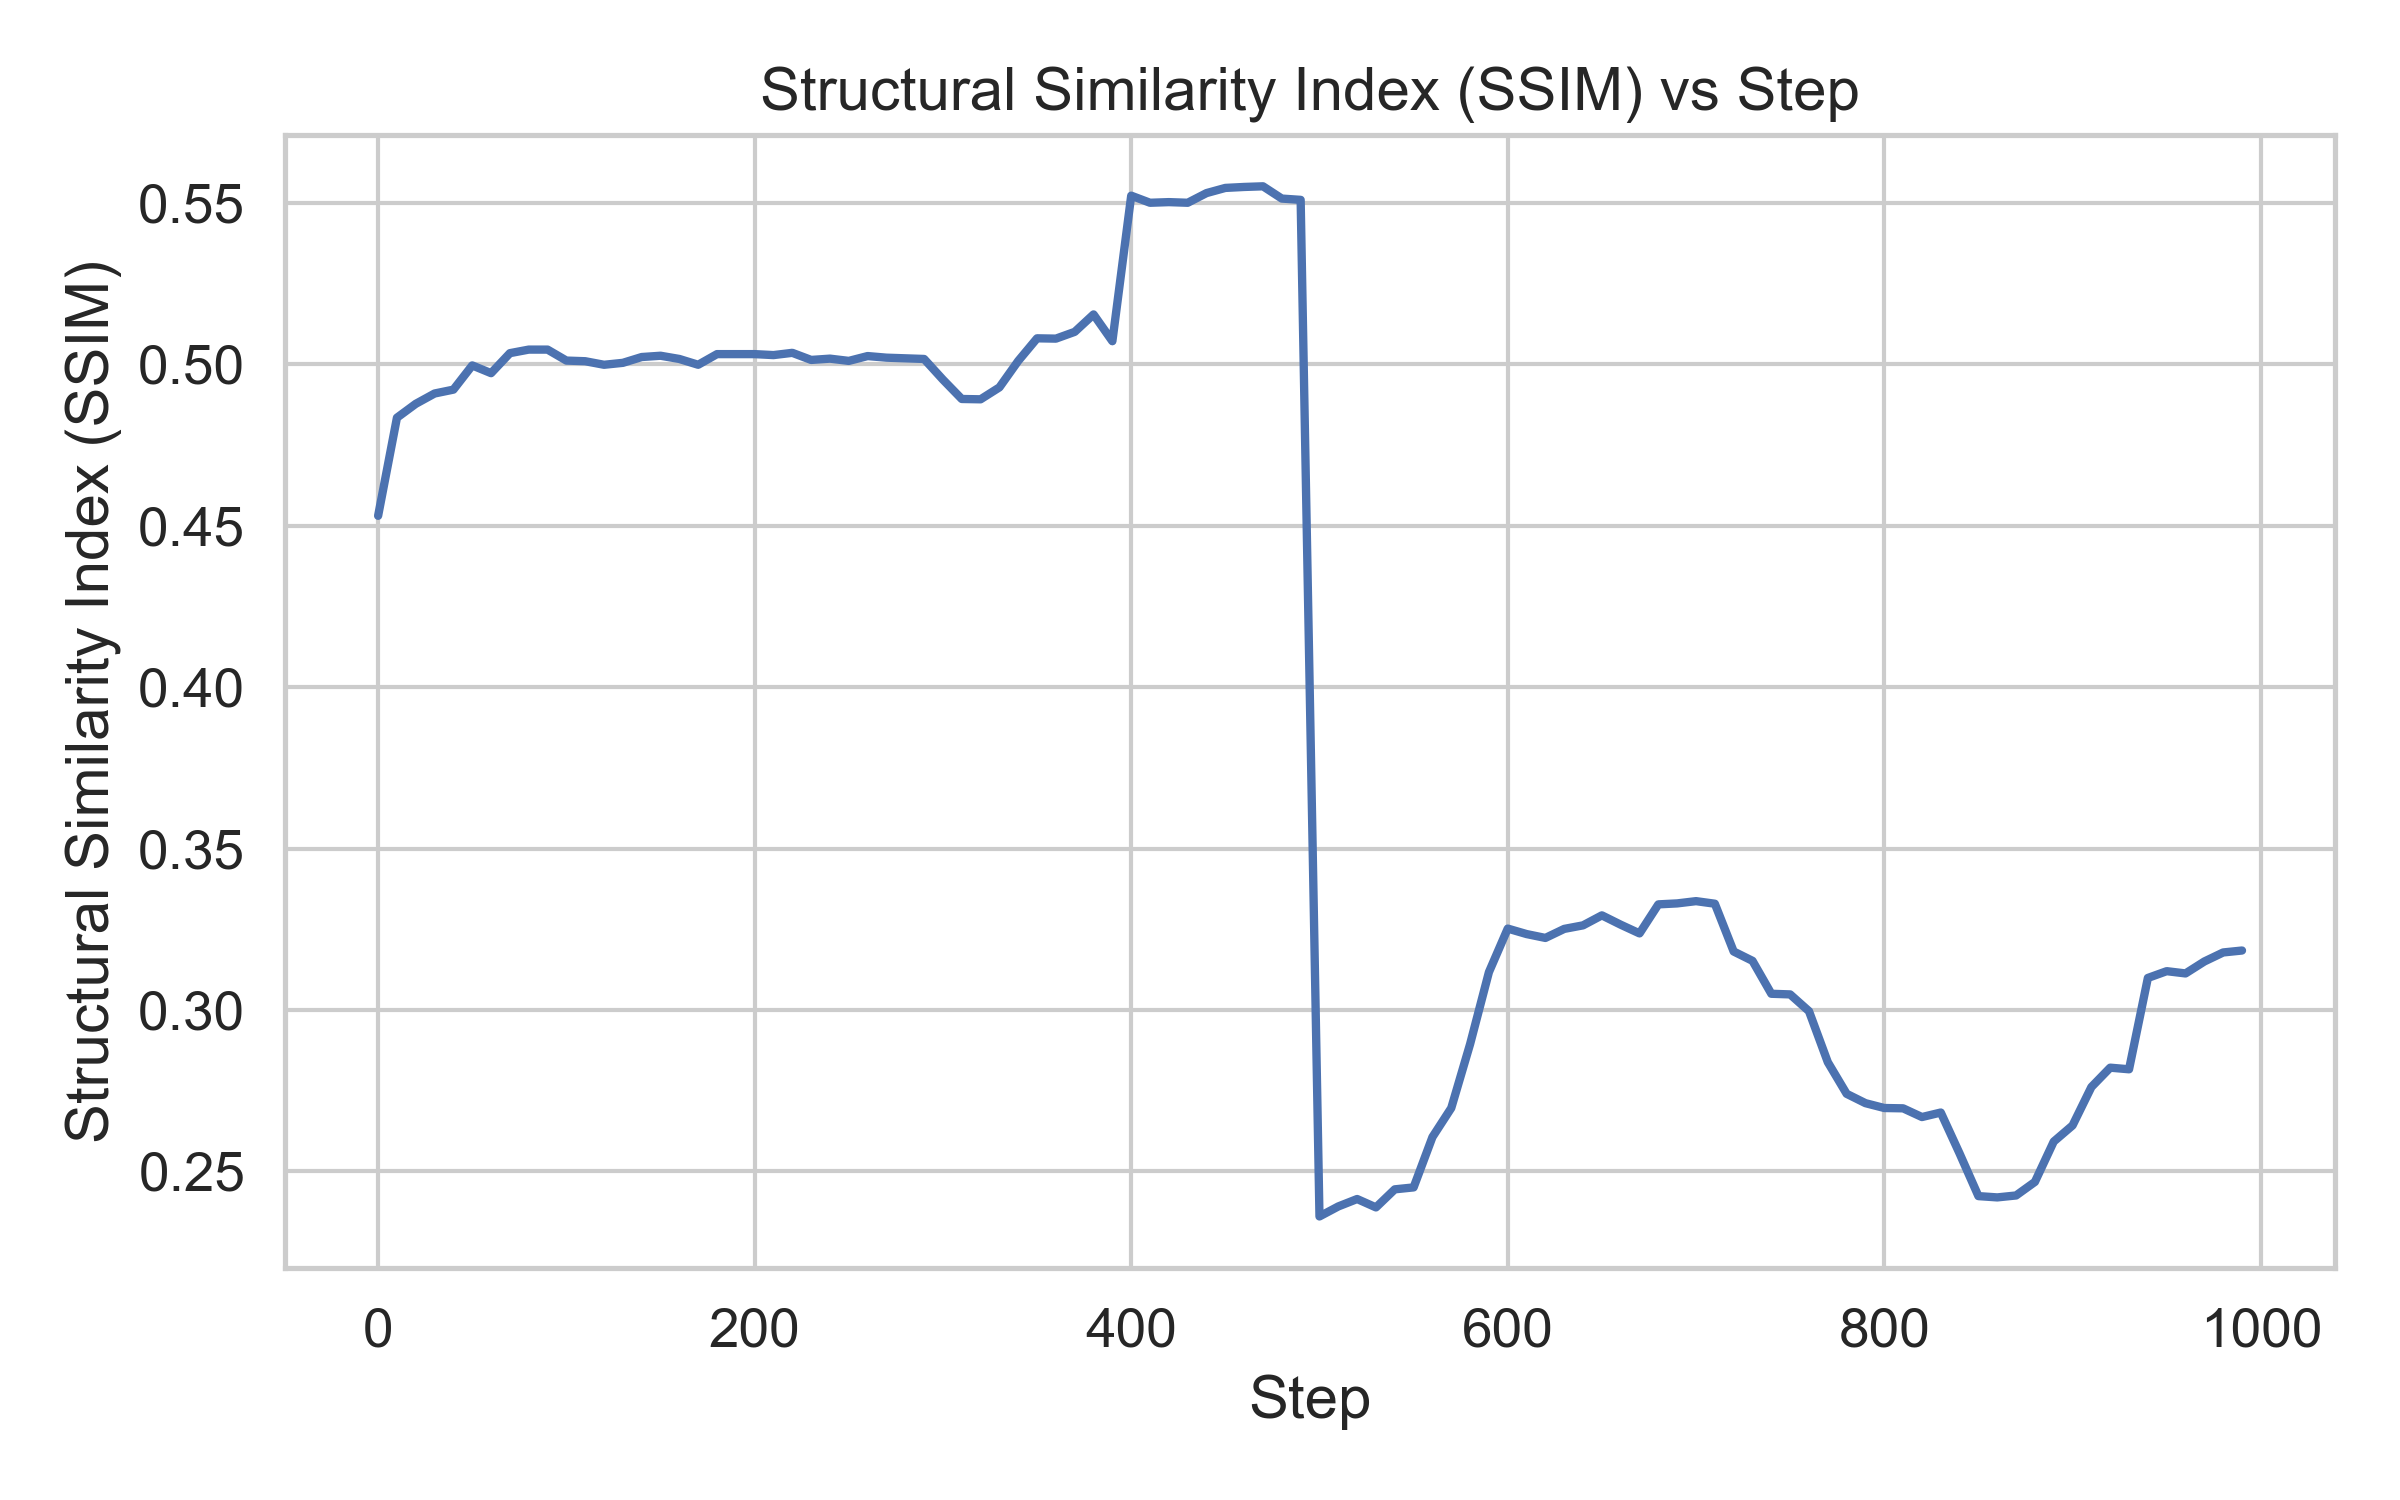 Structural Similarity Index (SSIM) vs Step
Structural Similarity Index (SSIM)
0.55
0.50
0.45
0.40
0.35
0.30
0.25
0 200 400 600 800 1000
Step